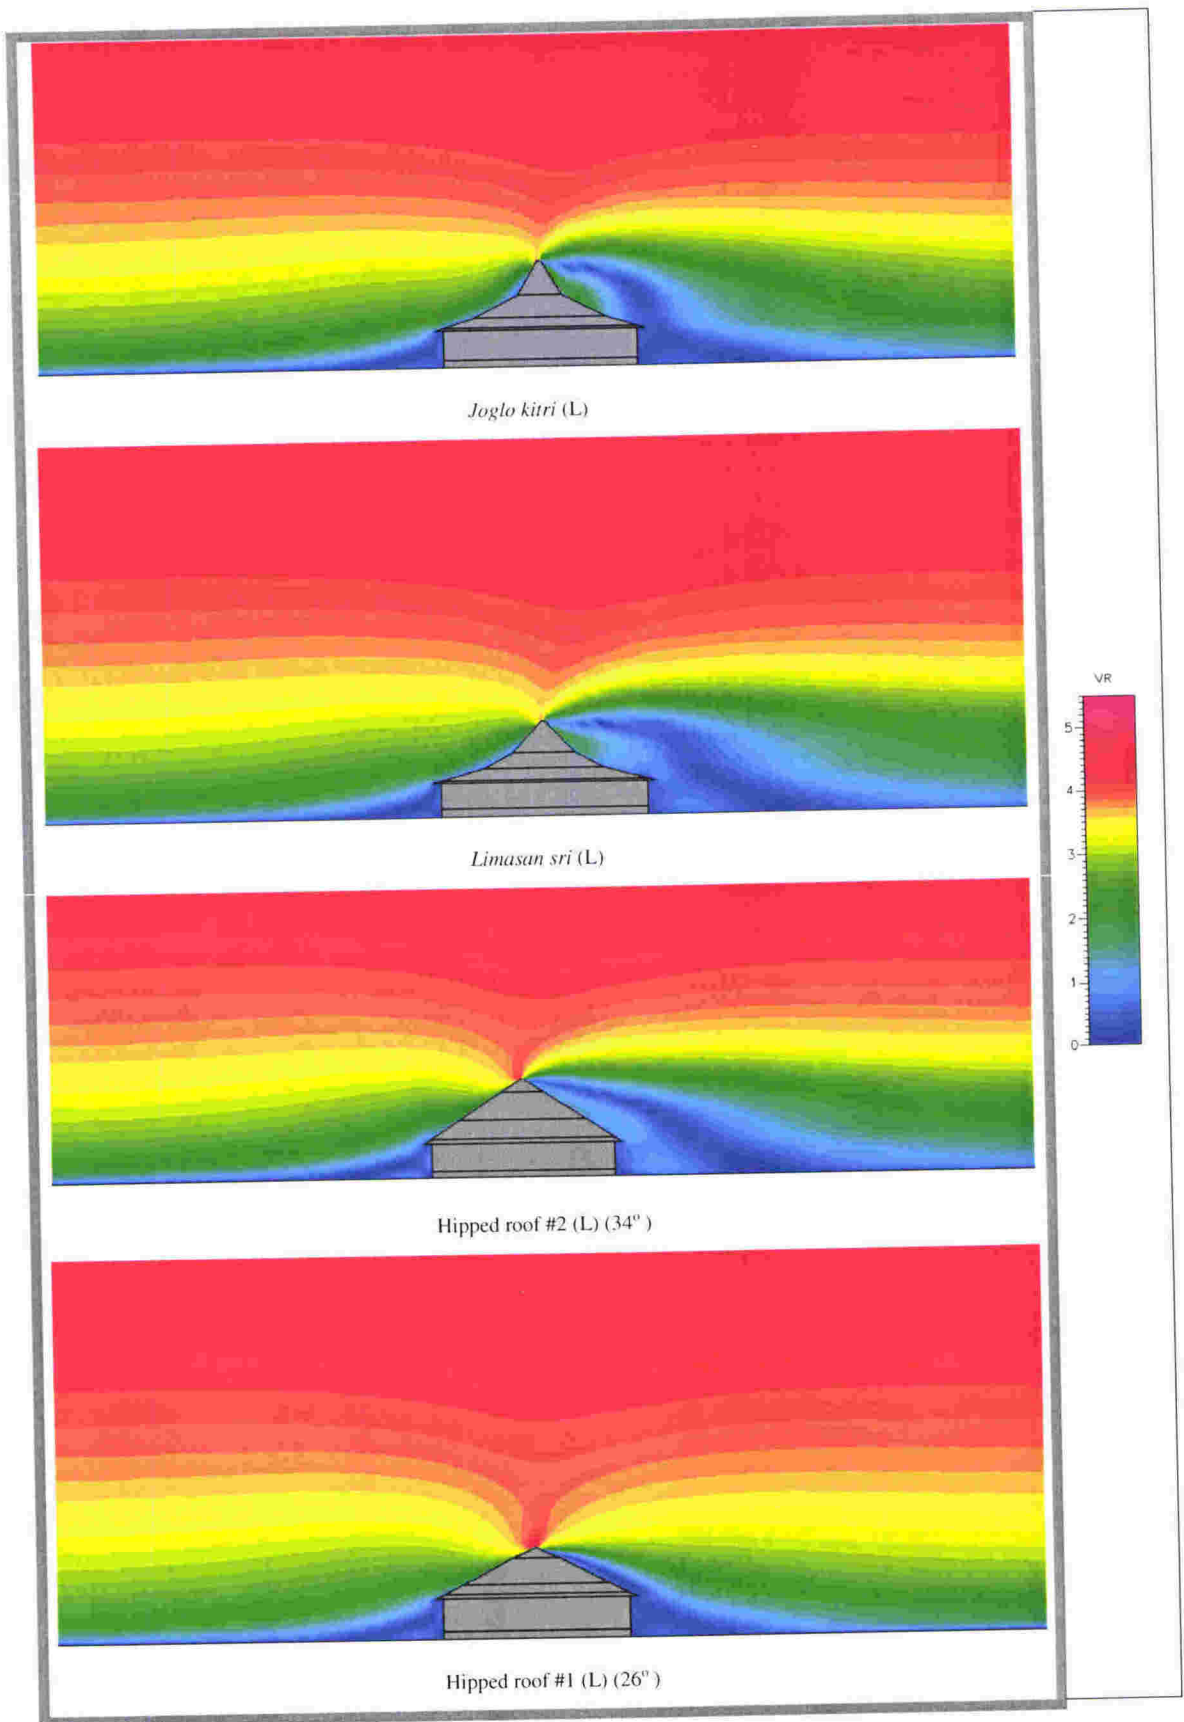 Joglo kitri (L)
Limasan sri (L)
VR
5
4
3
2
1
0
Hipped roof #2 (L) (34° )
Hipped roof #1 (L) (26° )